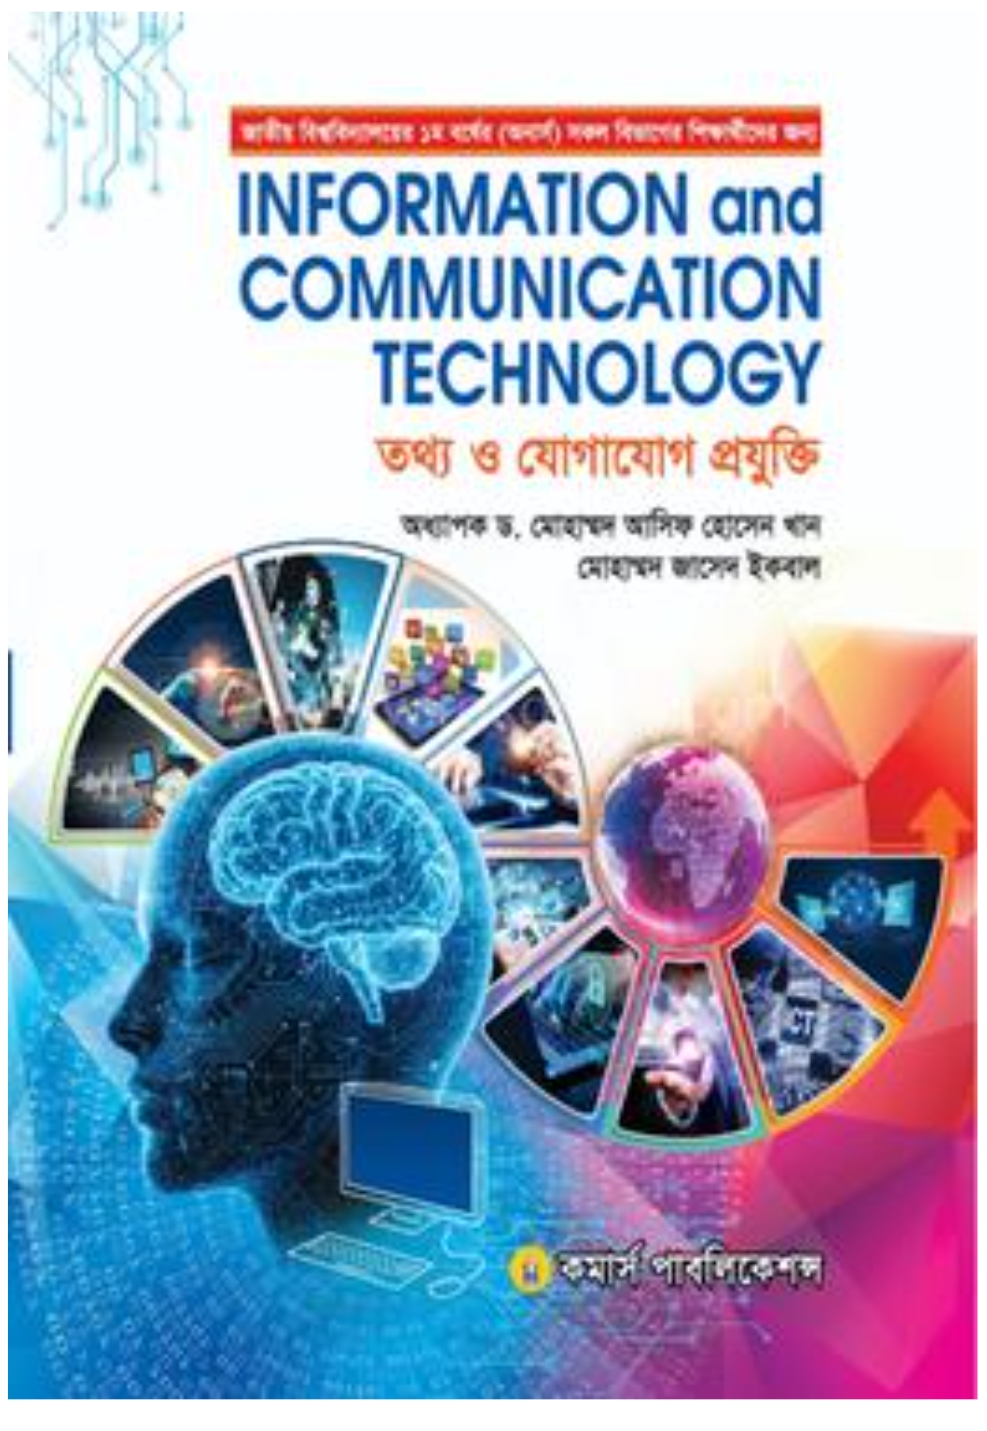 জাতীয় বিশ্ববিদ্যালয়ের ১ম বর্ষের (অনার্স) সকল বিভাগের শিক্ষার্থীদের জন্য
INFORMATION and
COMMUNICATION
TECHNOLOGY
তথ্য ও যোগাযোগ প্রযুক্তি
অধ্যাপক ড. মোহাম্মদ আসিফ হোসেন খান
মোহাম্মদ জাসেদ ইকবাল
কমার্স পাবলিকেশন্স